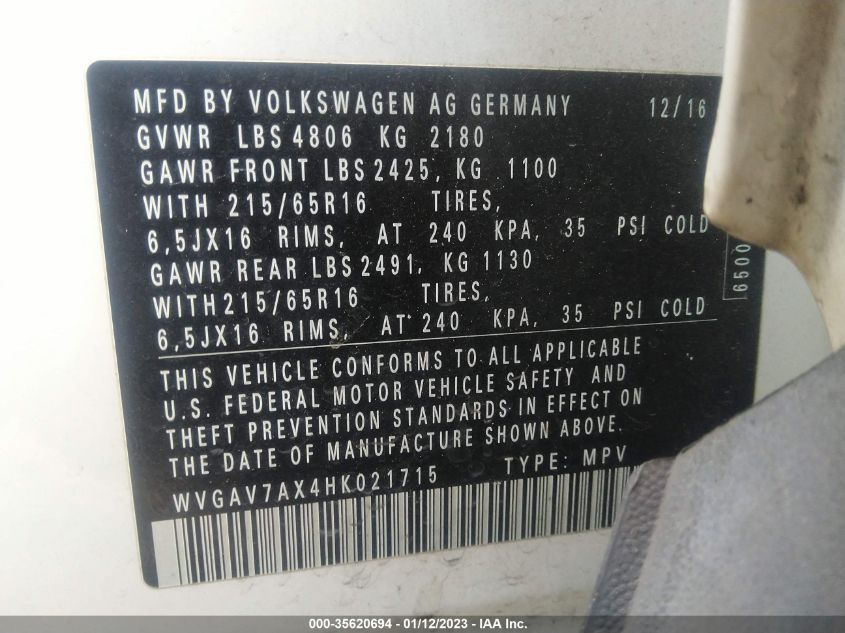 MFD BY VOLKSWAGEN AG GERMANY 12/16
GVWR LBS 4806 KG 2180
GAWR FRONT LBS 2425, KG 1100
WITH 215/65R16 TIRES,
6,5JX16 RIMS, AT 240 KPA, 35 PSI COLD
GAWR REAR LBS 2491, KG 1130
WITH 215/65R16 TIRES,
6,5JX16 RIMS, AT 240 KPA, 35 PSI COLD
6500
THIS VEHICLE CONFORMS TO ALL APPLICABLE
U.S. FEDERAL MOTOR VEHICLE SAFETY AND
THEFT PREVENTION STANDARDS IN EFFECT ON
THE DATE OF MANUFACTURE SHOWN ABOVE.
WVGAV7AX4HK021715 TYPE: MPV
000-35620694 - 01/12/2023 - IAA Inc.